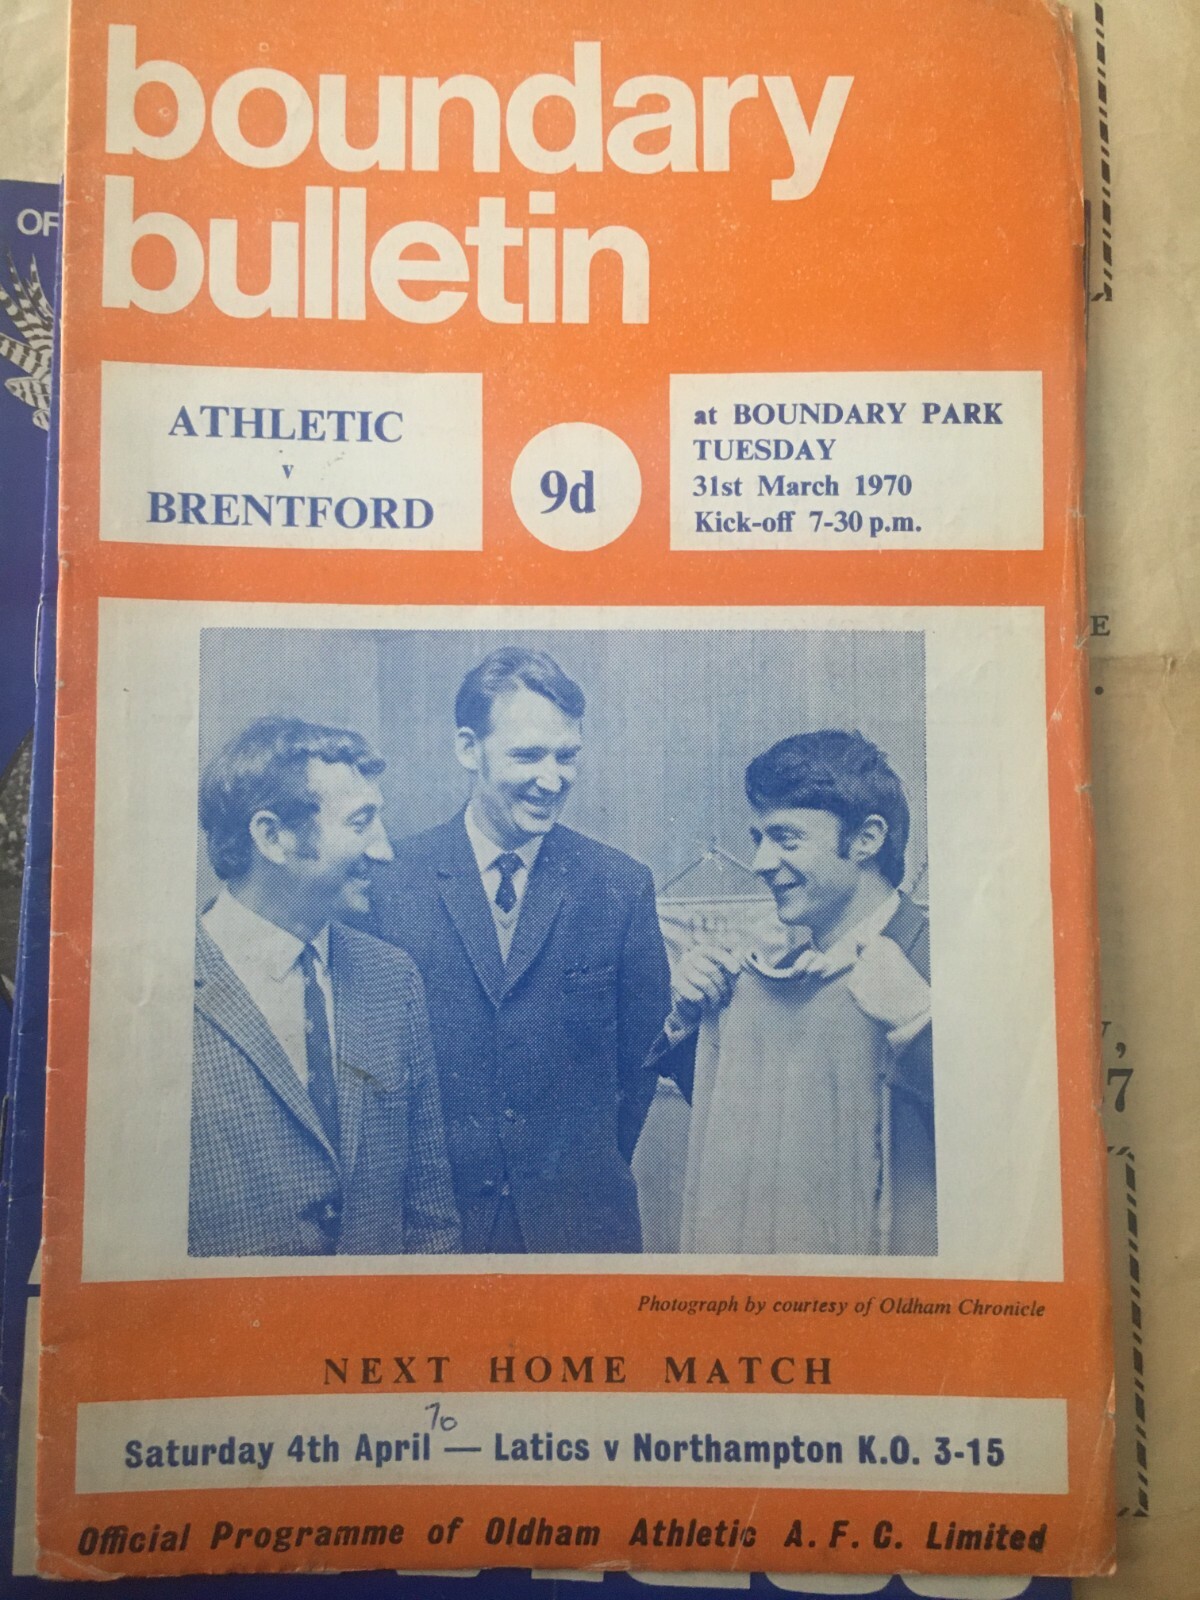 boundary
bulletin
ATHLETIC
v
BRENTFORD
9d
at BOUNDARY PARK
TUESDAY
31st March 1970
Kick-off 7-30 p.m.
Photograph by courtesy of Oldham Chronicle
NEXT HOME MATCH
70
Saturday 4th April — Latics v Northampton K.O. 3-15
Official Programme of Oldham Athletic A. F. C. Limited
OF
E
7